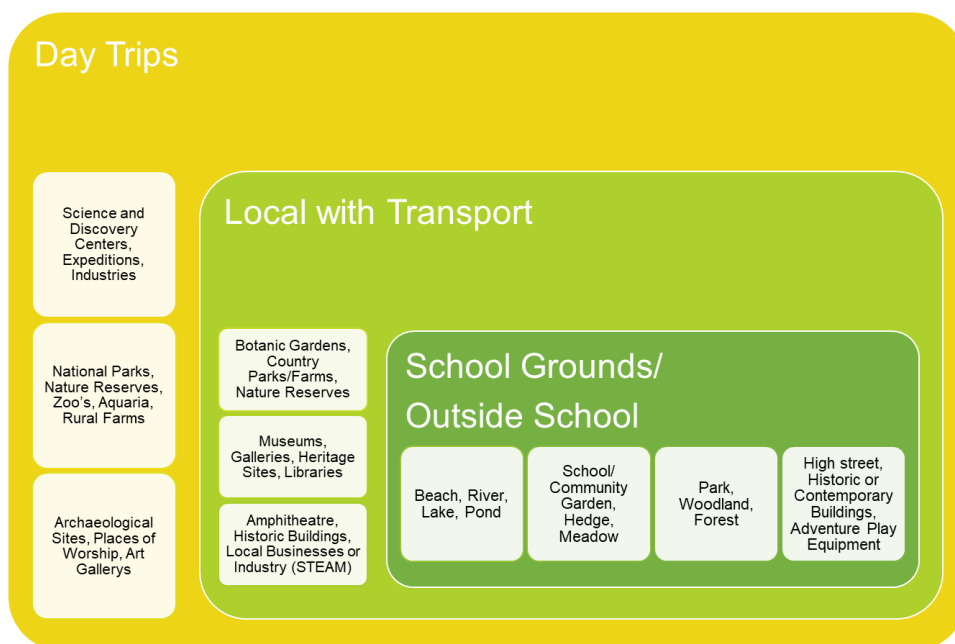 Day Trips
Science and
Discovery
Centers,
Expeditions,
Industries
National Parks,
Nature Reserves,
Zoo's, Aquaria,
Rural Farms
Archaeological
Sites, Places of
Worship, Art
Gallerys
Local with Transport
Botanic Gardens,
Country
Parks/Farms,
Nature Reserves
Museums,
Galleries, Heritage
Sites, Libraries
Amphitheatre,
Historic Buildings,
Local Businesses or
Industry (STEAM)
School Grounds/
Outside School
Beach, River,
Lake, Pond
School/
Community
Garden,
Hedge,
Meadow
Park,
Woodland,
Forest
High street,
Historic or
Contemporary
Buildings,
Adventure Play
Equipment